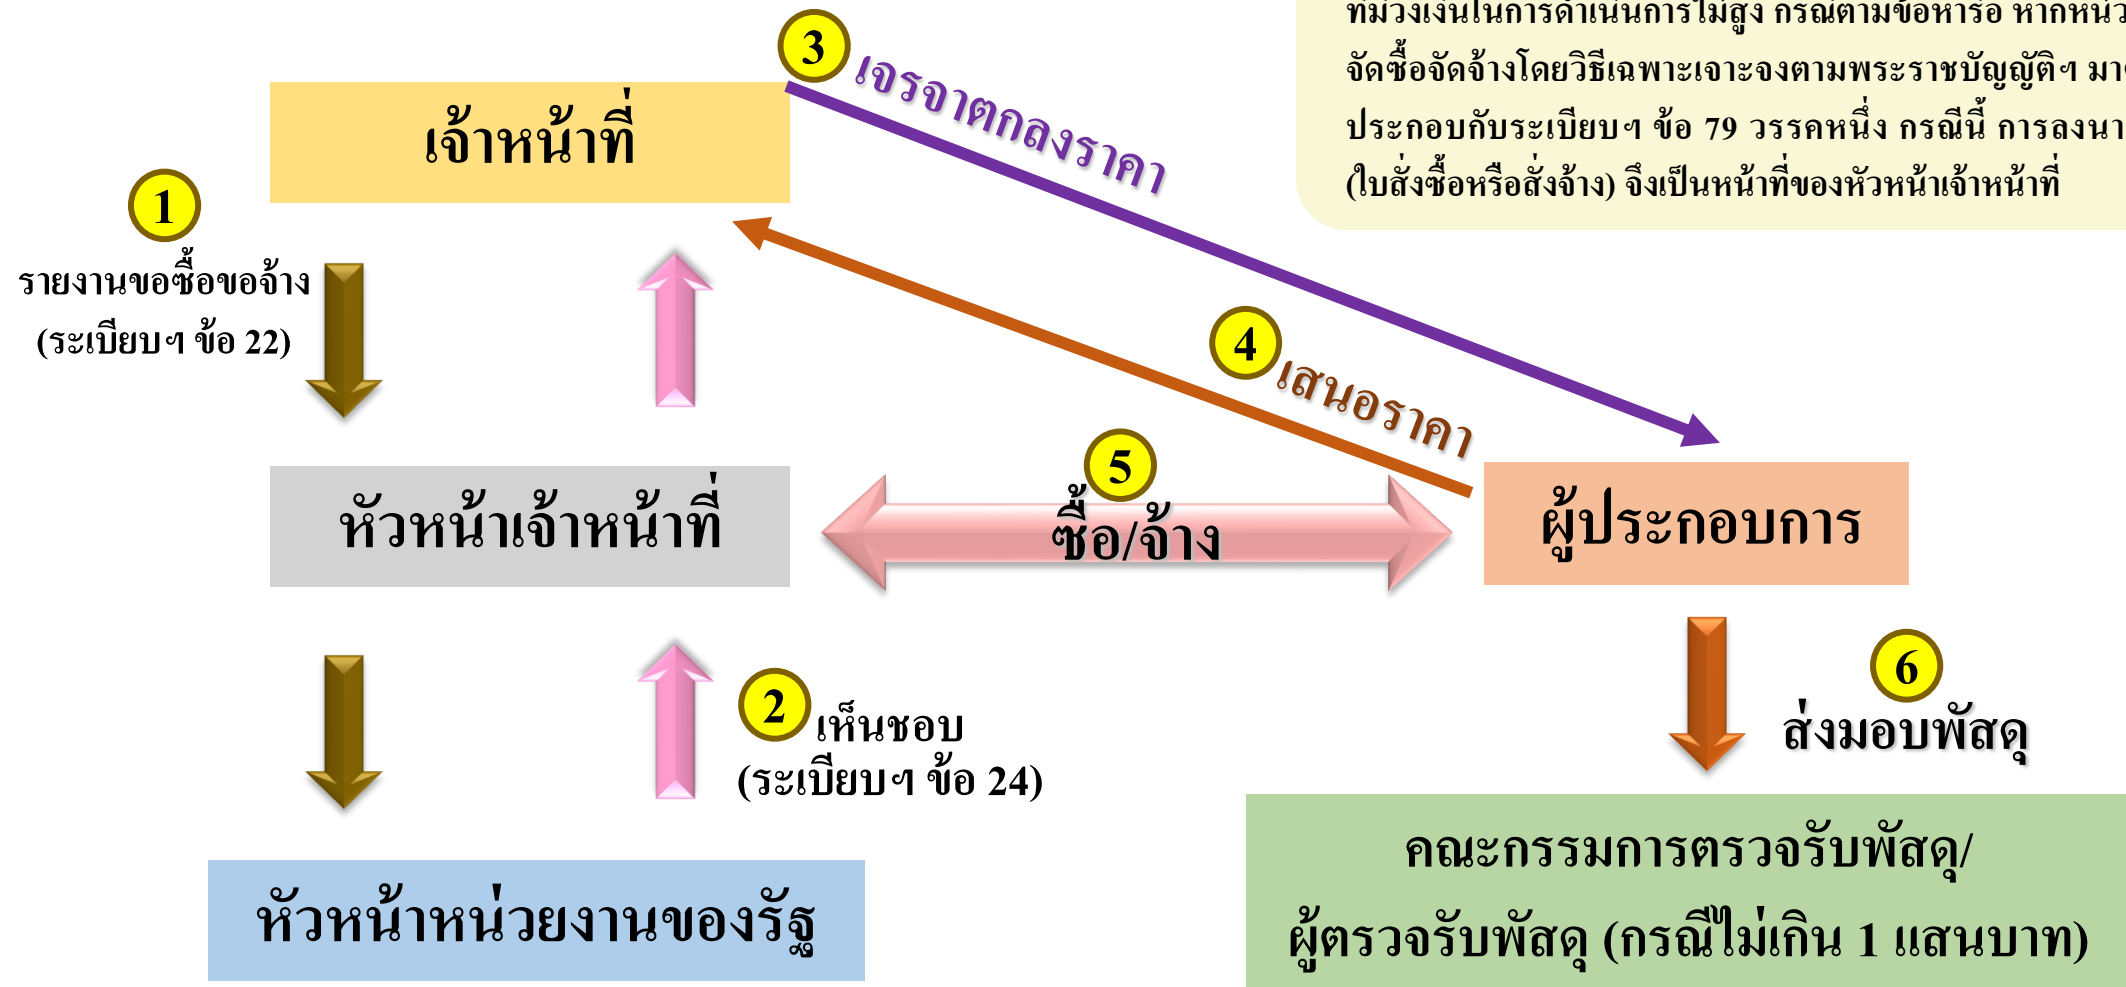 ที่มีวงเงินในการดำเนินการไม่สูง กรณีตามข้อหารือ
จัดซื้อจัดจ้างโดยวิธีเฉพาะเจาะจงตามพระราชบัญญัติฯ
ประกอบกับระเบียบฯ ข้อ 79 วรรคหนึ่ง กรณีนี้
(ใบสั่งซื้อหรือสั่งจ้าง) จึงเป็นหน้าที่ของหัวหน้าเจ้าหน้าที่
เจ้าหน้าที่
1
รายงานขอซื้อขอจ้าง
(ระเบียบฯ ข้อ 22)
3
เจรจาตกลงราคา
4
เสนอราคา
หัวหน้าเจ้าหน้าที่
5
ซื้อ/จ้าง
ผู้ประกอบการ
2
เห็นชอบ
(ระเบียบฯ ข้อ 24)
6
ส่งมอบพัสดุ
หัวหน้าหน่วยงานของรัฐ
คณะกรรมการตรวจรับพัสดุ/
ผู้ตรวจรับพัสดุ (กรณีไม่เกิน 1 แสนบาท)